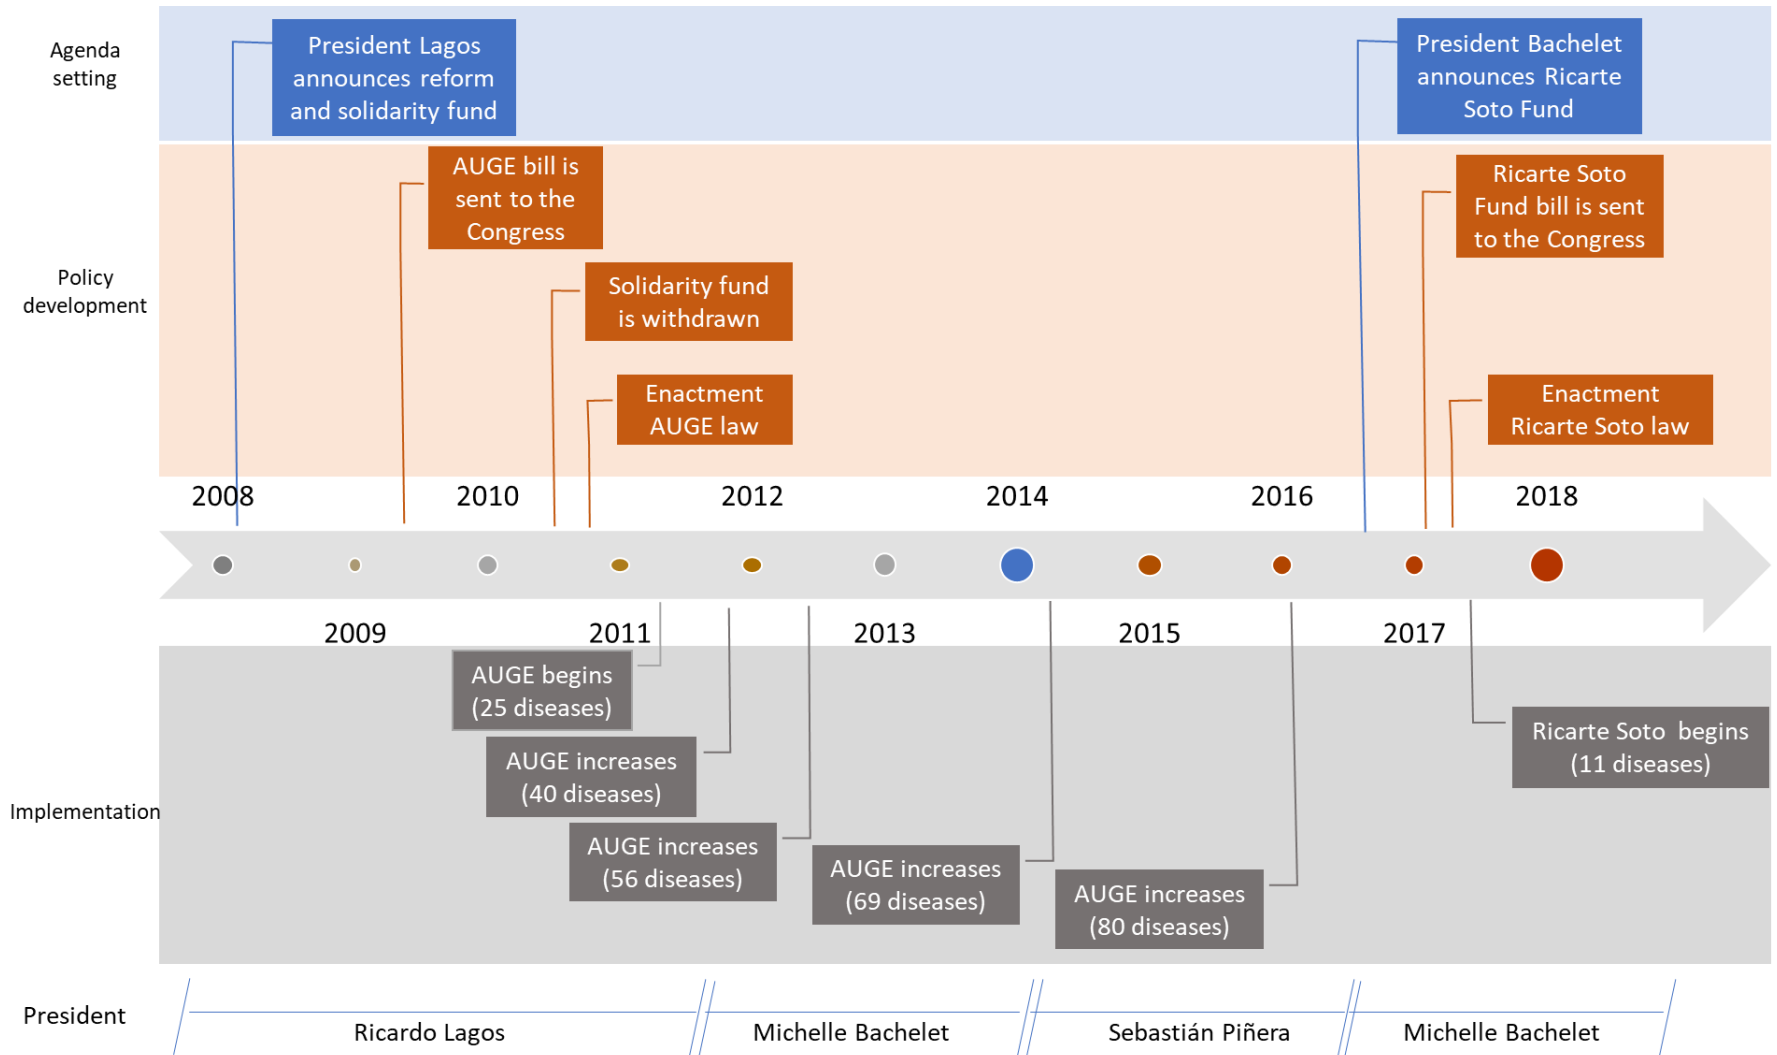 Agenda
setting
President Lagos
announces reform
and solidarity fund
President Bachelet
announces Ricarte
Soto Fund
Policy
development
AUGE bill is
sent to the
Congress
Solidarity fund
is withdrawn
Enactment
AUGE law
Ricarte Soto
Fund bill is sent
to the Congress
Enactment
Ricarte Soto law
2008
2010
2012
2014
2016
2018
2009
2011
2013
2015
2017
Implementation
AUGE begins
(25 diseases)
AUGE increases
(40 diseases)
AUGE increases
(56 diseases)
AUGE increases
(69 diseases)
AUGE increases
(80 diseases)
Ricarte Soto begins
(11 diseases)
President
Ricardo Lagos
Michelle Bachelet
Sebastián Piñera
Michelle Bachelet